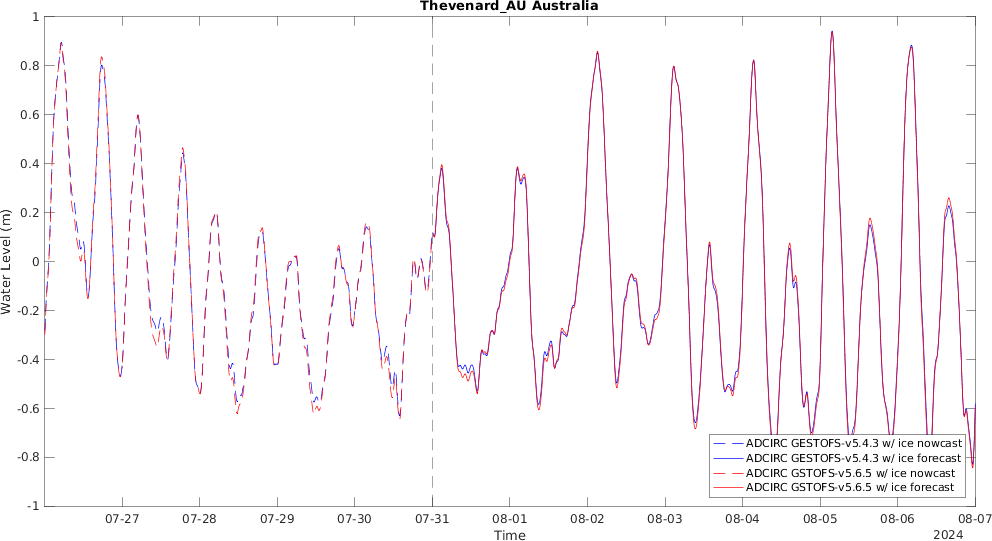 Thevenard_AU Australia
1
0.8
0.6
0.4
0.2
0
-0.2
-0.4
-0.6
-0.8
-1
Water Level (m)
07-27 07-28 07-29 07-30 07-31 08-01 08-02 08-03 08-04 08-05 08-06 08-07
Time
2024
ADCIRC GESTOFS-v5.4.3 w/ ice nowcast
ADCIRC GESTOFS-v5.4.3 w/ ice forecast
ADCIRC GSTOFS-v5.6.5 w/ ice nowcast
ADCIRC GSTOFS-v5.6.5 w/ ice forecast